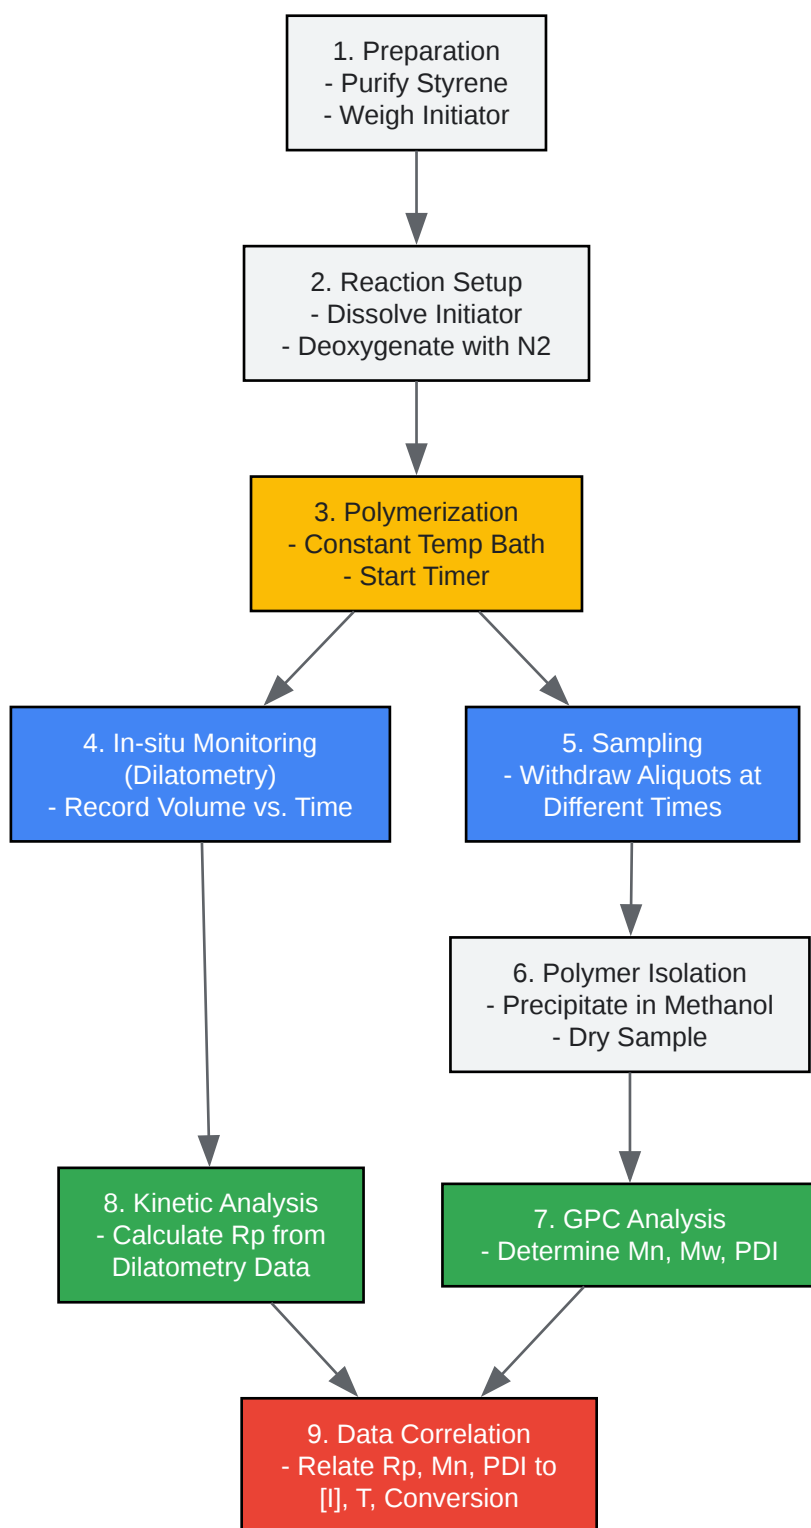 1. Preparation
- Purify Styrene
- Weigh Initiator
2. Reaction Setup
- Dissolve Initiator
- Deoxygenate with N2
3. Polymerization
- Constant Temp Bath
- Start Timer
4. In-situ Monitoring
(Dilatometry)
- Record Volume vs. Time
5. Sampling
- Withdraw Aliquots at
Different Times
6. Polymer Isolation
- Precipitate in Methanol
- Dry Sample
8. Kinetic Analysis
- Calculate Rp from
Dilatometry Data
7. GPC Analysis
- Determine Mn, Mw, PDI
9. Data Correlation
- Relate Rp, Mn, PDI to
[I], T, Conversion